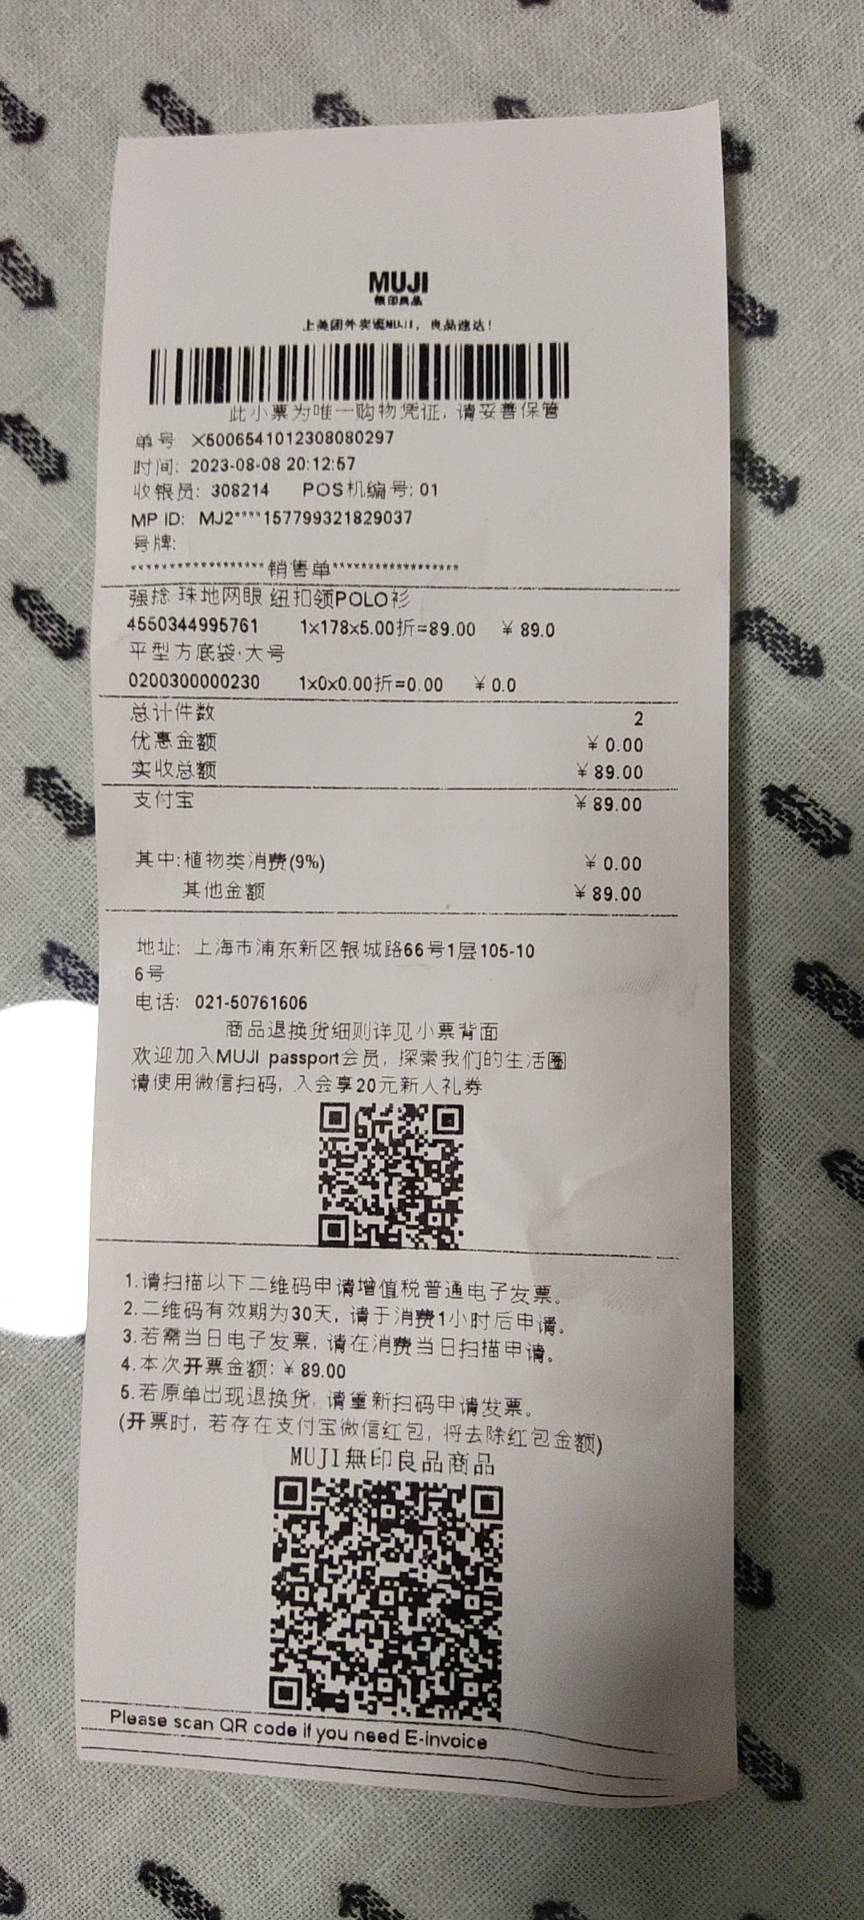 MUJI
無印良品
上美团外卖逛MUJI，良品速达！
此小票为唯一购物凭证，请妥善保管
单号 X5006541012308080297
时间: 2023-08-08 20:12:57
收银员: 308214 POS机编号: 01
MP ID: MJ2****157799321829037
号牌:
******************销售单******************
强捻 珠地网眼 纽扣领POLO衫
4550344995761 1x178x5.00折=89.00 ￥89.0
平型方底袋·大号
0200300000230 1x0x0.00折=0.00 ￥0.0
总计件数 2
优惠金额 ￥0.00
实收总额 ￥89.00
支付宝 ￥89.00
其中:植物类消费(9%) ￥0.00
其他金额 ￥89.00
地址: 上海市浦东新区银城路66号1层105-10
6号
电话: 021-50761606
商品退换货细则详见小票背面
欢迎加入MUJI passport会员，探索我们的生活圈
请使用微信扫码，入会享20元新人礼券
1.请扫描以下二维码申请增值税普通电子发票。
2.二维码有效期为30天，请于消费1小时后申请。
3.若需当日电子发票，请在消费当日扫描申请。
4.本次开票金额:￥89.00
5.若原单出现退换货，请重新扫码申请发票。
(开票时，若存在支付宝微信红包，将去除红包金额)
MUJI無印良品商品
Please scan QR code if you need E-invoice